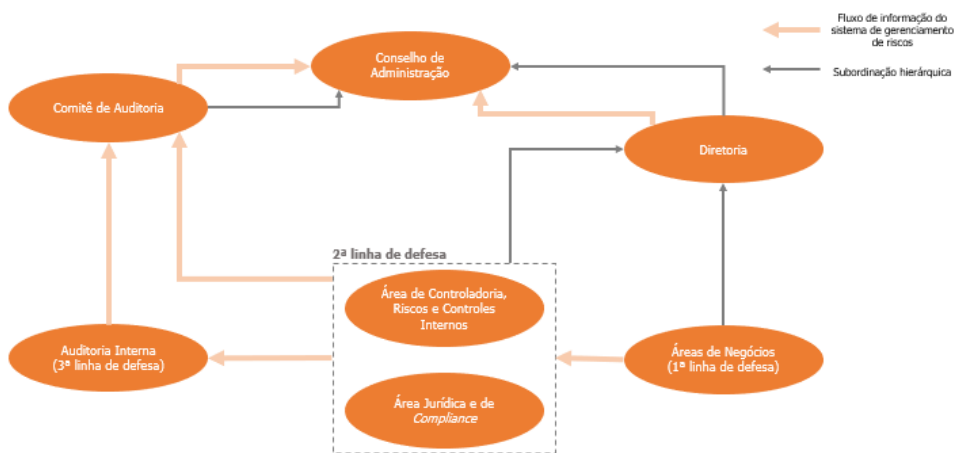 Fluxo de informação do
sistema de gerenciamento
de riscos
Subordinação hierárquica
Conselho de
Administração
Comitê de Auditoria
Diretoria
2ª linha de defesa
Área de Controladoria,
Riscos e Controles
Internos
Auditoria Interna
(3ª linha de defesa)
Áreas de Negócios
(1ª linha de defesa)
Área Jurídica e de
Compliance